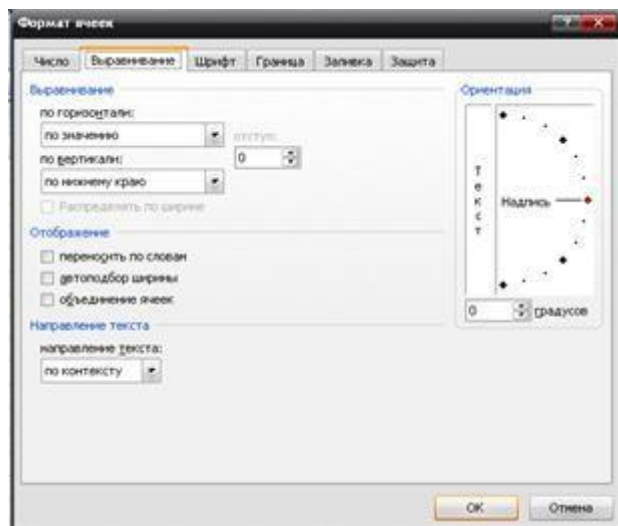 Формат ячеек
Число Выравнивание Шрифт Граница Заливка Защита
Выравнивание
по горизонтали:
по значению
отступ:
по вертикали:
0
по нижнему краю
Распределять по ширине
Отображение
переносить по словам
автоподбор ширины
объединение ячеек
Направление текста
направление текста:
по контексту
Ориентация
Текст
Надпись
0 градусов
ОК Отмена